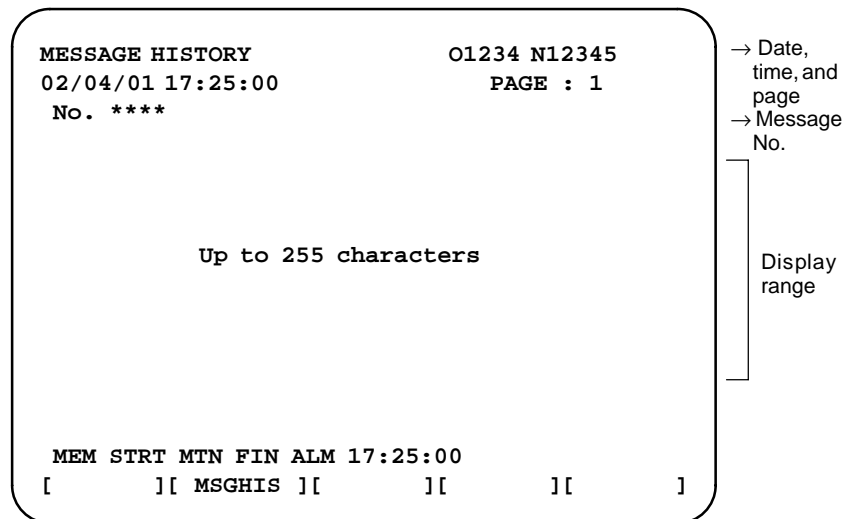 MESSAGE HISTORY O1234 N12345
02/04/01 17:25:00 PAGE : 1
No. ****
Up to 255 characters
MEM STRT MTN FIN ALM 17:25:00
[ ][ MSGHIS ][ ][ ][ ]
→ Date,
time, and
page
→ Message
No.
Display
range